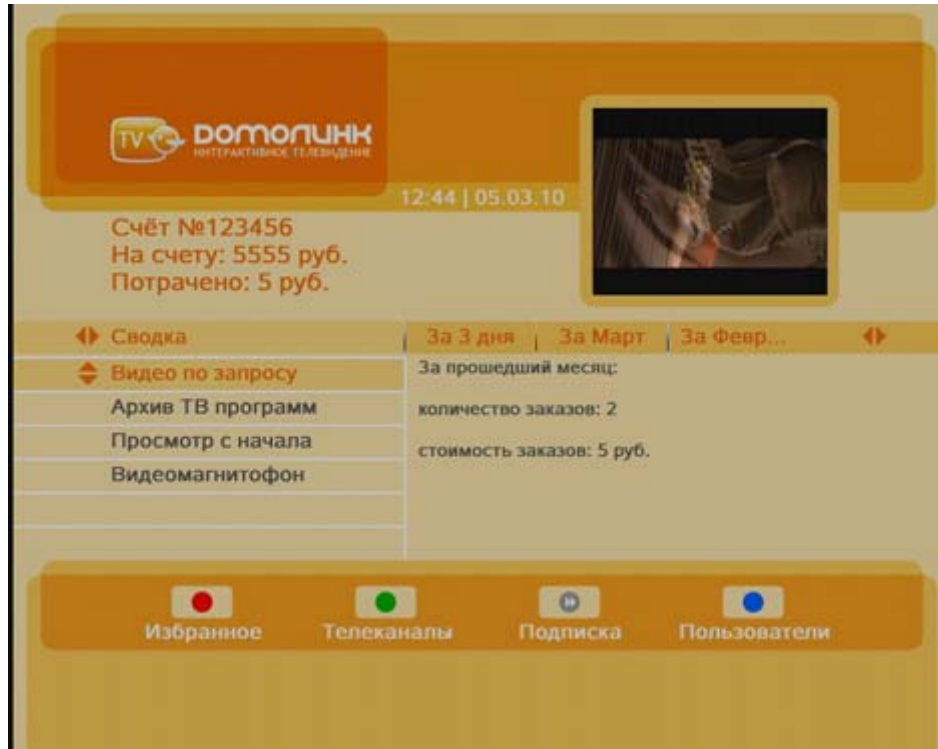 TV
DOMOЛИНК
ИНТЕРАКТИВНОЕ ТЕЛЕВИДЕНИЕ
12:44 | 05.03.10
Счёт №123456
На счету: 5555 руб.
Потрачено: 5 руб.
Сводка
За 3 дня
За Март
За Февр...
Видео по запросу
Архив ТВ программ
Просмотр с начала
Видеомагнитофон
За прошедший месяц:
количество заказов: 2
стоимость заказов: 5 руб.
Избранное
Телеканалы
Подписка
Пользователи